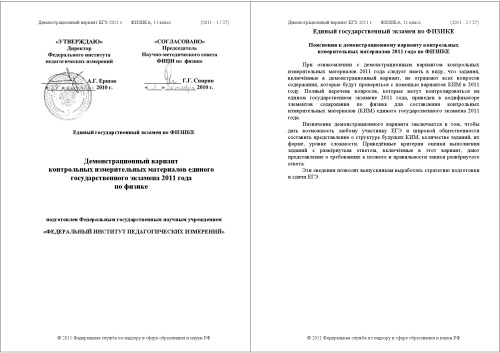 Демонстрационный вариант ЕГЭ 2011 г. ФИЗИКА, 11 класс (2011 - 1 / 27)
«УТВЕРЖДАЮ»
Директор
Федерального института
педагогических измерений
А.Г. Ершов
2010 г.
«СОГЛАСОВАНО»
Председатель
Научно-методического совета
ФИПИ по физике
Г.Г. Спирин
2010 г.
Единый государственный экзамен по ФИЗИКЕ
Демонстрационный вариант
контрольных измерительных материалов единого
государственного экзамена 2011 года
по физике
подготовлен Федеральным государственным научным учреждением
«ФЕДЕРАЛЬНЫЙ ИНСТИТУТ ПЕДАГОГИЧЕСКИХ ИЗМЕРЕНИЙ»
© 2011 Федеральная служба по надзору в сфере образования и науки РФ
Демонстрационный вариант ЕГЭ 2011 г. ФИЗИКА, 11 класс (2011 - 2 / 27)
Единый государственный экзамен по ФИЗИКЕ
Пояснения к демонстрационному варианту контрольных
измерительных материалов 2011 года по ФИЗИКЕ
При ознакомлении с демонстрационным вариантом контрольных
измерительных материалов 2011 года следует иметь в виду, что задания,
включённые в демонстрационный вариант, не отражают всех вопросов
содержания, которые будут проверяться с помощью вариантов КИМ в 2011
году. Полный перечень вопросов, которые могут контролироваться на
едином государственном экзамене 2011 года, приведен в кодификаторе
элементов содержания по физике для составления контрольных
измерительных материалов (КИМ) единого государственного экзамена 2011
года.
Назначение демонстрационного варианта заключается в том, чтобы
дать возможность любому участнику ЕГЭ и широкой общественности
составить представление о структуре будущих КИМ, количестве заданий, их
форме, уровне сложности. Приведённые критерии оценки выполнения
заданий с развёрнутым ответом, включённые в этот вариант, дают
представление о требованиях к полноте и правильности записи развёрнутого
ответа.
Эти сведения позволят выпускникам выработать стратегию подготовки
и сдачи ЕГЭ.
© 2011 Федеральная служба по надзору в сфере образования и науки РФ